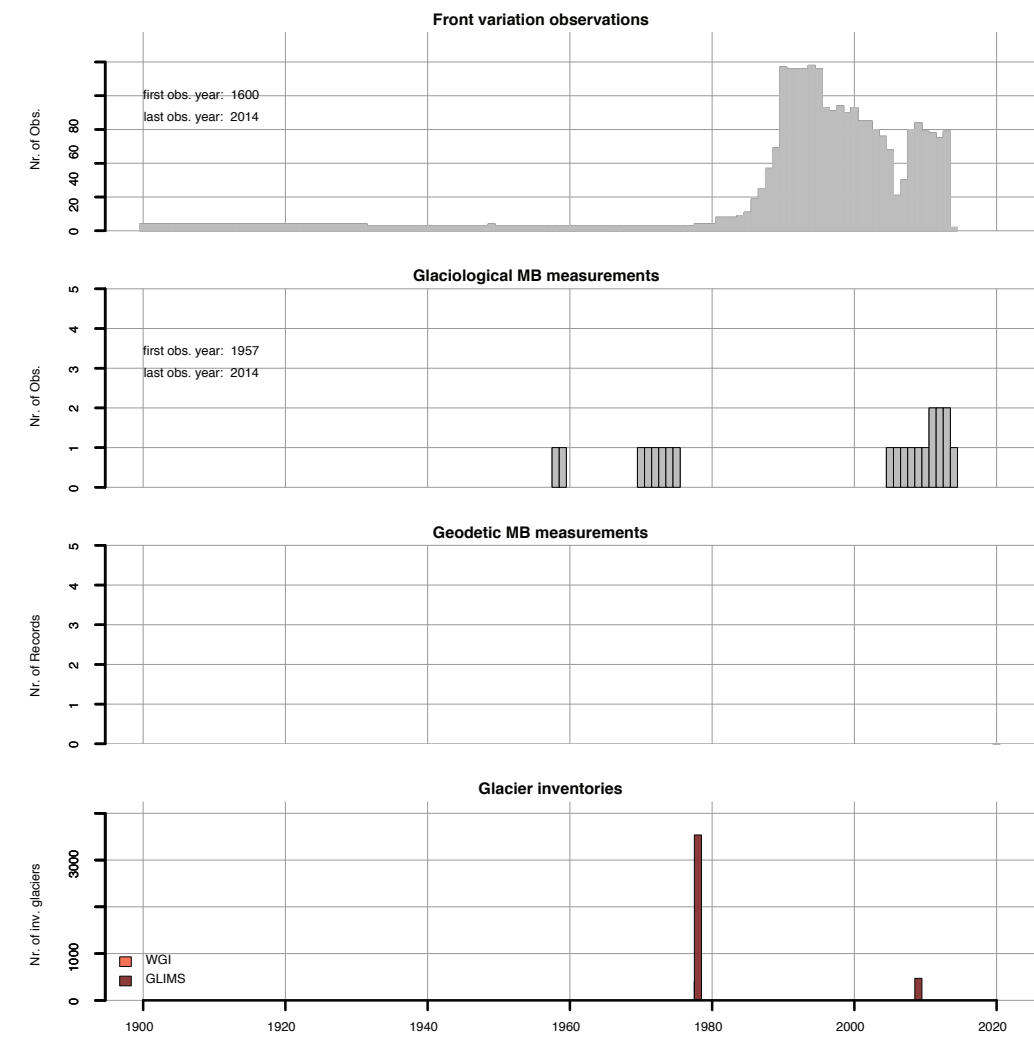 Front variation observations
Nr. of Obs.
80
60
40
20
0
first obs. year: 1600
last obs. year: 2014
Glaciological MB measurements
Nr. of Obs.
5
4
3
2
1
0
first obs. year: 1957
last obs. year: 2014
Geodetic MB measurements
Nr. of Records
5
4
3
2
1
0
Glacier inventories
Nr. of inv. glaciers
3000
1000
0
WGI
GLIMS
1900 1920 1940 1960 1980 2000 2020